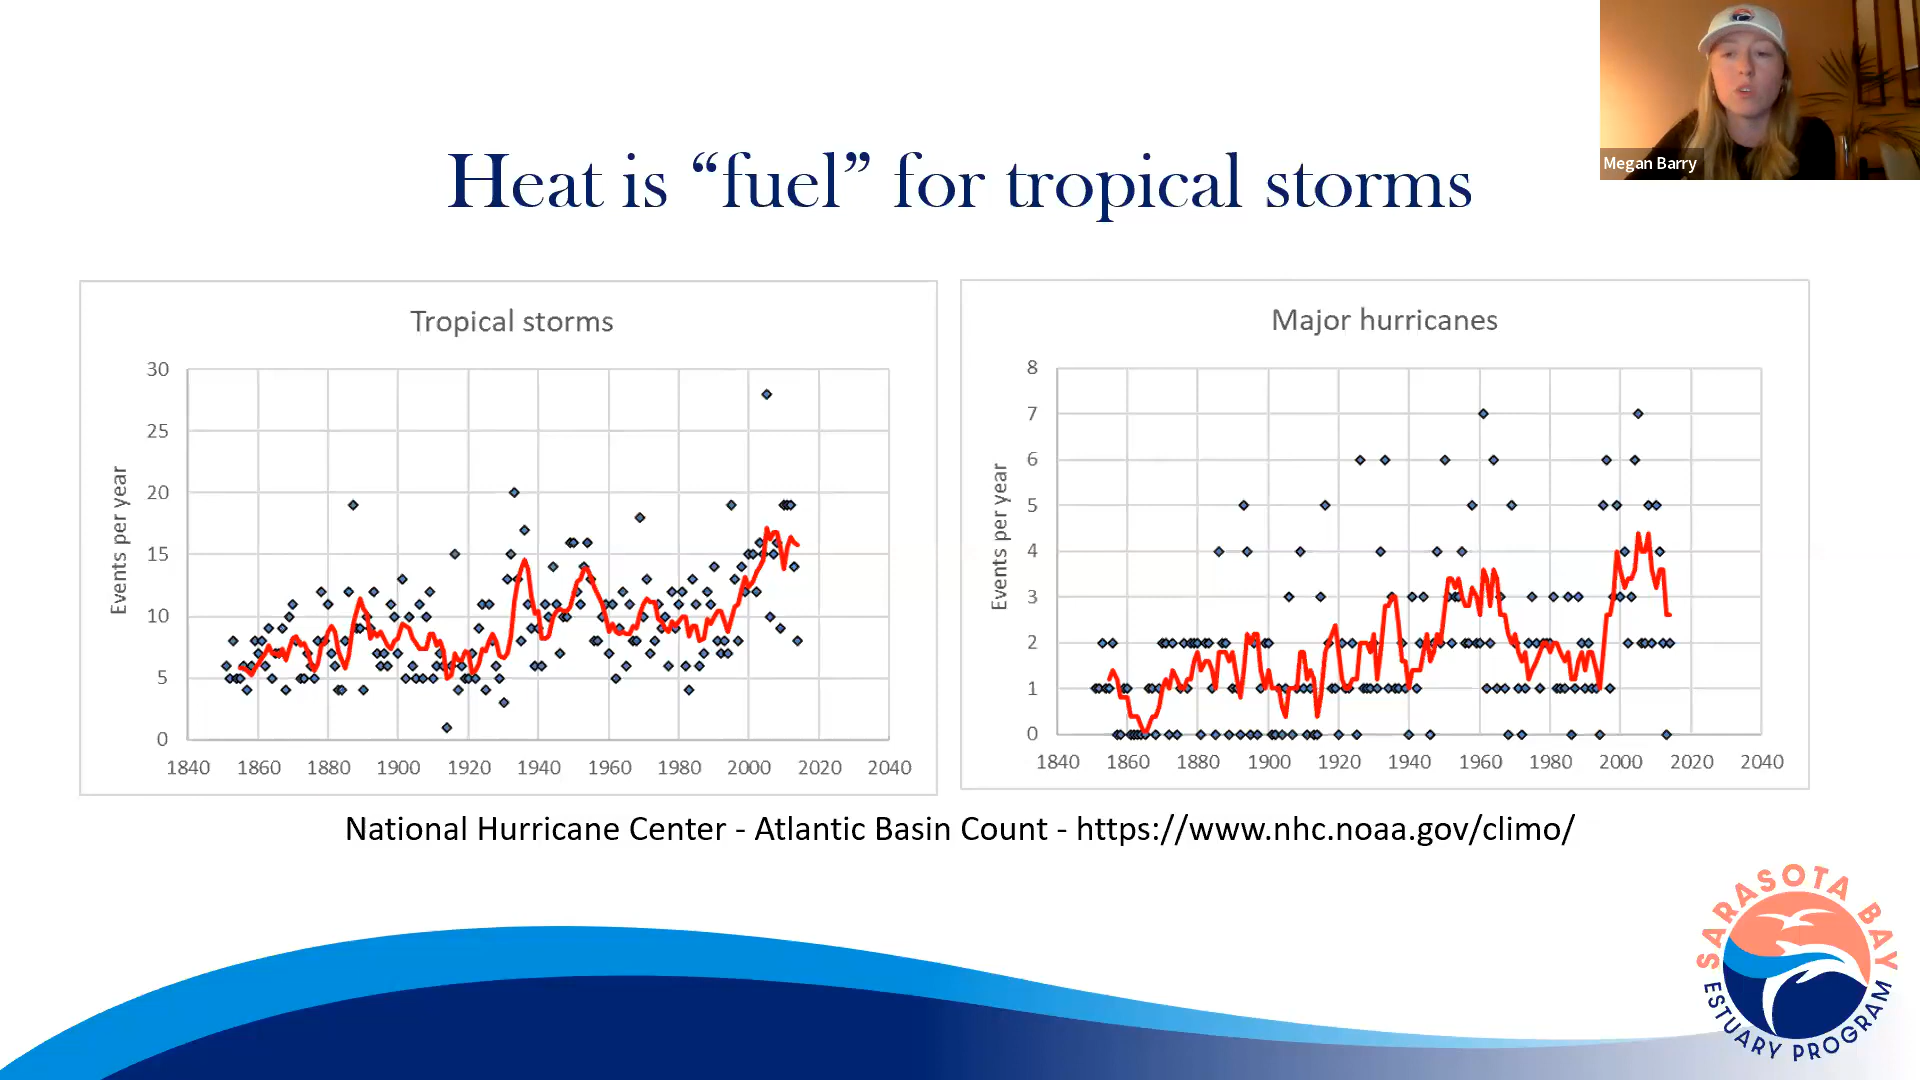 Megan Barry
Heat is “fuel” for tropical storms
Tropical storms
Events per year
30
25
20
15
10
5
0
1840 1860 1880 1900 1920 1940 1960 1980 2000 2020 2040
Major hurricanes
Events per year
8
7
6
5
4
3
2
1
0
1840 1860 1880 1900 1920 1940 1960 1980 2000 2020 2040
National Hurricane Center - Atlantic Basin Count - https://www.nhc.noaa.gov/climo/
SARASOTA BAY
ESTUARY PROGRAM